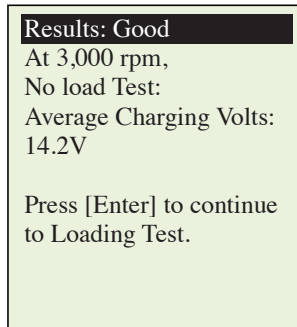 Results: Good
At 3,000 rpm,
No load Test:
Average Charging Volts:
14.2V
Press [Enter] to continue
to Loading Test.